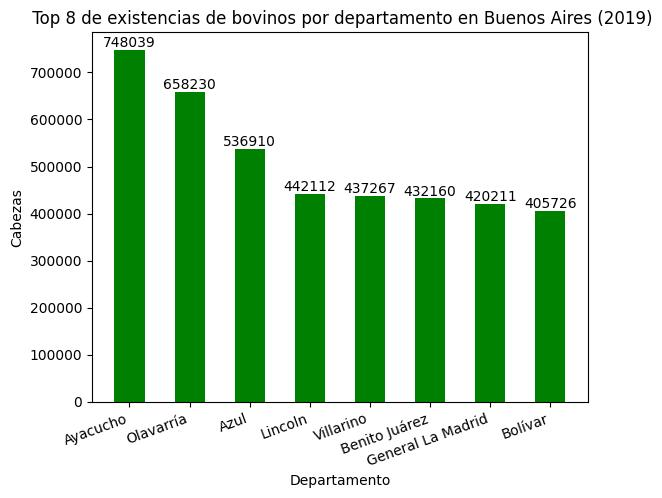 Top 8 de existencias de bovinos por departamento en Buenos Aires (2019)
748039
658230
536910
442112
437267
432160
420211
405726
700000
600000
500000
400000
300000
200000
100000
0
Cabezas
Ayacucho
Olavarría
Azul
Lincoln
Villarino
Benito Juárez
General La Madrid
Bolívar
Departamento